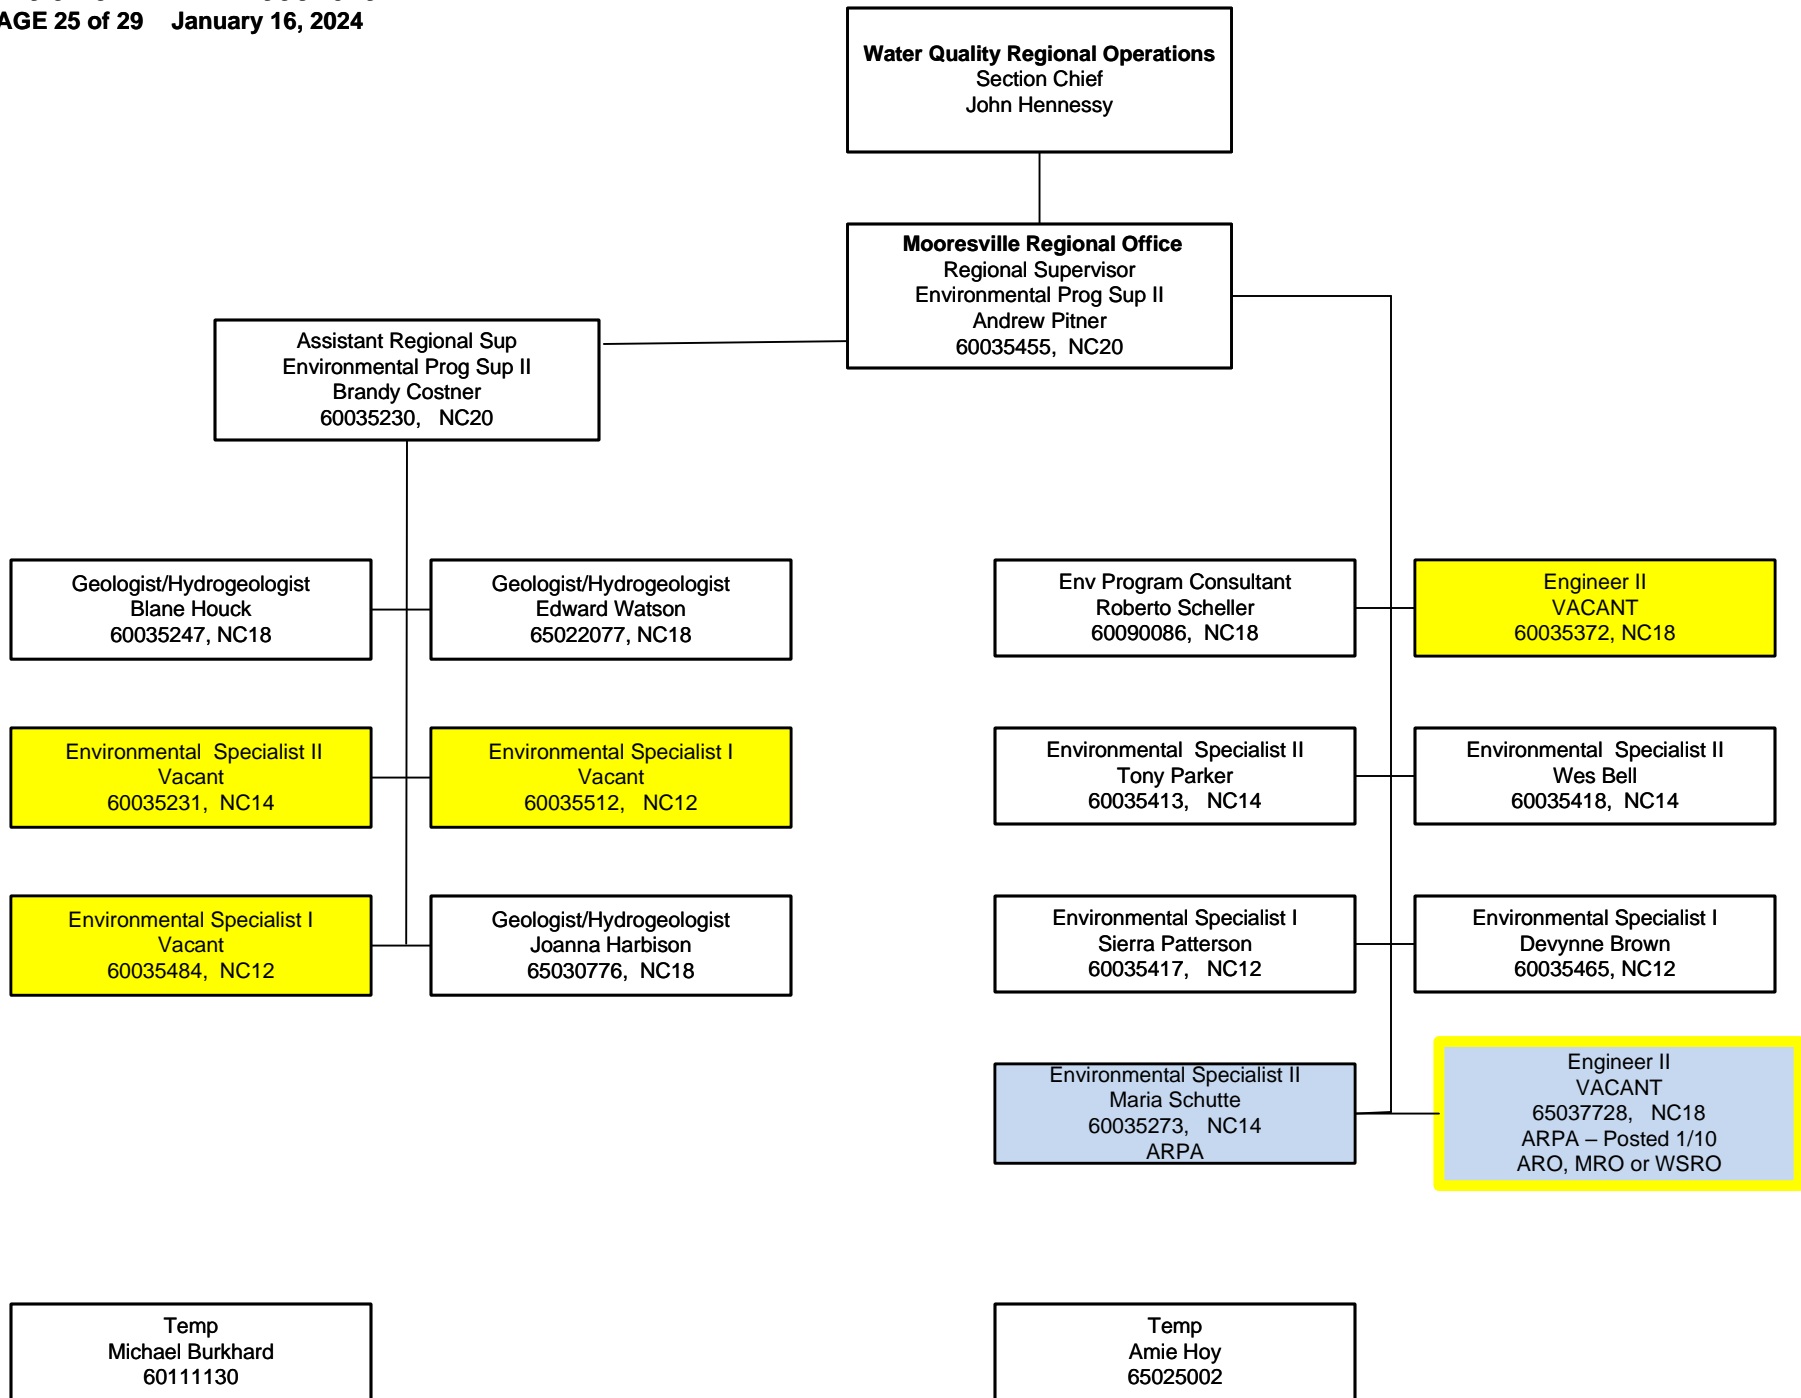 AGE 25 of 29 January 16, 2024
Water Quality Regional Operations
Section Chief
John Hennessy
Mooresville Regional Office
Regional Supervisor
Environmental Prog Sup II
Andrew Pitner
60035455, NC20
Assistant Regional Sup
Environmental Prog Sup II
Brandy Costner
60035230, NC20
Geologist/Hydrogeologist
Blane Houck
60035247, NC18
Geologist/Hydrogeologist
Edward Watson
65022077, NC18
Env Program Consultant
Roberto Scheller
60090086, NC18
Engineer II
VACANT
60035372, NC18
Environmental Specialist II
Vacant
60035231, NC14
Environmental Specialist I
Vacant
60035512, NC12
Environmental Specialist II
Tony Parker
60035413, NC14
Environmental Specialist II
Wes Bell
60035418, NC14
Environmental Specialist I
Vacant
60035484, NC12
Geologist/Hydrogeologist
Joanna Harbison
65030776, NC18
Environmental Specialist I
Sierra Patterson
60035417, NC12
Environmental Specialist I
Devynne Brown
60035465, NC12
Environmental Specialist II
Maria Schutte
60035273, NC14
ARPA
Engineer II
VACANT
65037728, NC18
ARPA – Posted 1/10
ARO, MRO or WSRO
Temp
Michael Burkhard
60111130
Temp
Amie Hoy
65025002